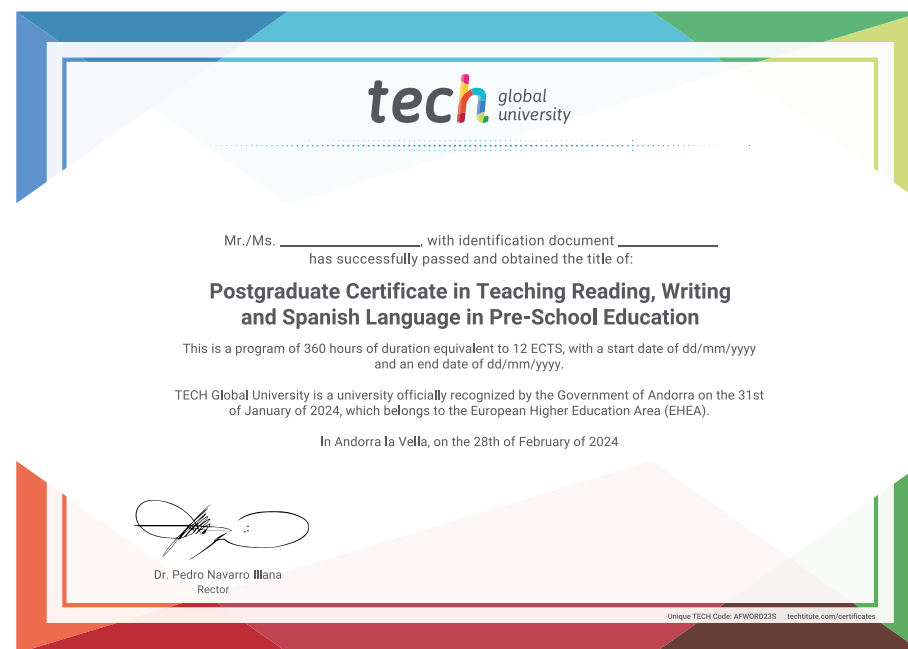 tech global
university
Mr./Ms. ____________, with identification document ____________
has successfully passed and obtained the title of:
Postgraduate Certificate in Teaching Reading, Writing
and Spanish Language in Pre-School Education
This is a program of 360 hours of duration equivalent to 12 ECTS, with a start date of dd/mm/yyyy
and an end date of dd/mm/yyyy.
TECH Global University is a university officially recognized by the Government of Andorra on the 31st
of January of 2024, which belongs to the European Higher Education Area (EHEA).
In Andorra la Vella, on the 28th of February of 2024
Dr. Pedro Navarro Illana
Rector
Unique TECH Code: AFWORD23S techtitute.com/certificates